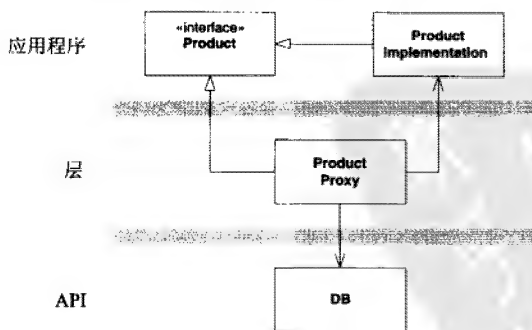 应用程序
«interface»
Product
Product
Implementation
层
Product
Proxy
API
DB